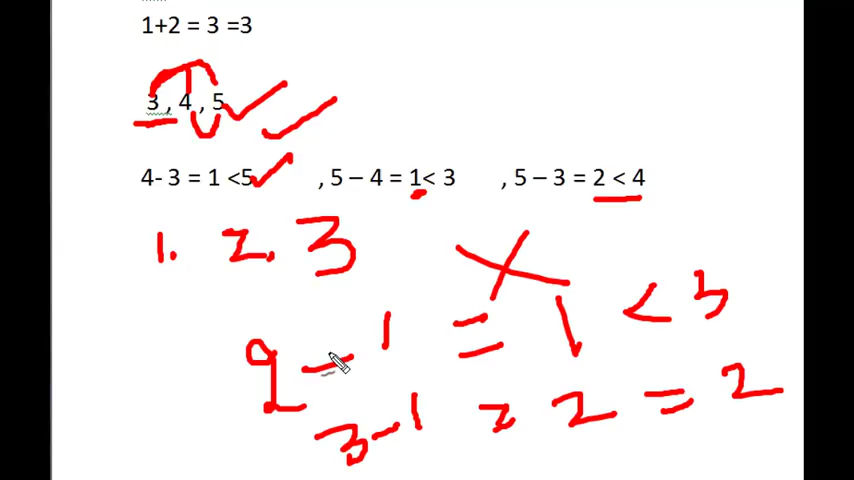 1+2 = 3 =3
3 , 4 , 5
4- 3 = 1 <5 , 5 – 4 = 1< 3 , 5 – 3 = 2 < 4
1. 2. 3
2 – 1 = < 3
3 - 1 = 2 = 2